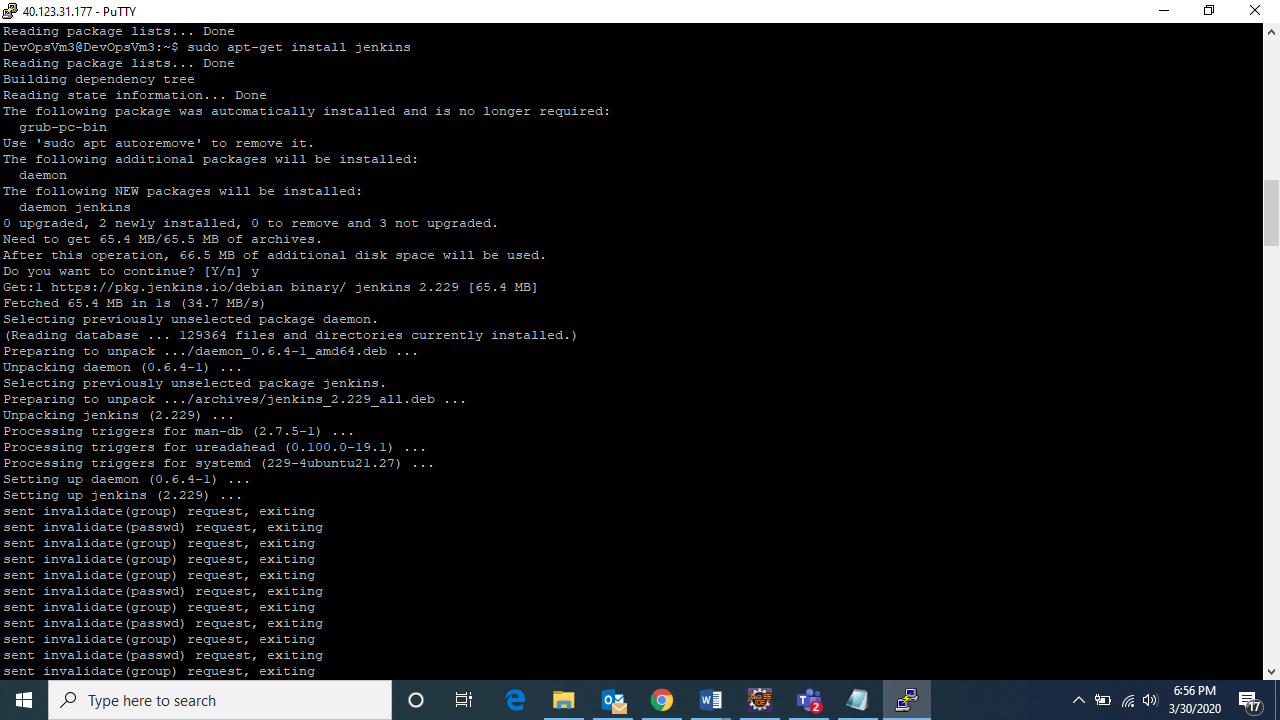 40.123.31.177 - PuTTY
Reading package lists... Done
DevOpsVm3@DevOpsVm3:~$ sudo apt-get install jenkins
Reading package lists... Done
Building dependency tree
Reading state information... Done
The following package was automatically installed and is no longer required:
  grub-pc-bin
Use 'sudo apt autoremove' to remove it.
The following additional packages will be installed:
  daemon
The following NEW packages will be installed:
  daemon jenkins
0 upgraded, 2 newly installed, 0 to remove and 3 not upgraded.
Need to get 65.4 MB/65.5 MB of archives.
After this operation, 66.5 MB of additional disk space will be used.
Do you want to continue? [Y/n] y
Get:1 https://pkg.jenkins.io/debian binary/ jenkins 2.229 [65.4 MB]
Fetched 65.4 MB in 1s (34.7 MB/s)
Selecting previously unselected package daemon.
(Reading database ... 129364 files and directories currently installed.)
Preparing to unpack .../daemon_0.6.4-1_amd64.deb ...
Unpacking daemon (0.6.4-1) ...
Selecting previously unselected package jenkins.
Preparing to unpack .../archives/jenkins_2.229_all.deb ...
Unpacking jenkins (2.229) ...
Processing triggers for man-db (2.7.5-1) ...
Processing triggers for ureadahead (0.100.0-19.1) ...
Processing triggers for systemd (229-4ubuntu21.27) ...
Setting up daemon (0.6.4-1) ...
Setting up jenkins (2.229) ...
sent invalidate(group) request, exiting
sent invalidate(passwd) request, exiting
sent invalidate(group) request, exiting
sent invalidate(group) request, exiting
sent invalidate(group) request, exiting
sent invalidate(passwd) request, exiting
sent invalidate(group) request, exiting
sent invalidate(passwd) request, exiting
sent invalidate(group) request, exiting
sent invalidate(passwd) request, exiting
sent invalidate(group) request, exiting
Type here to search
2
6:56 PM
3/30/2020
17